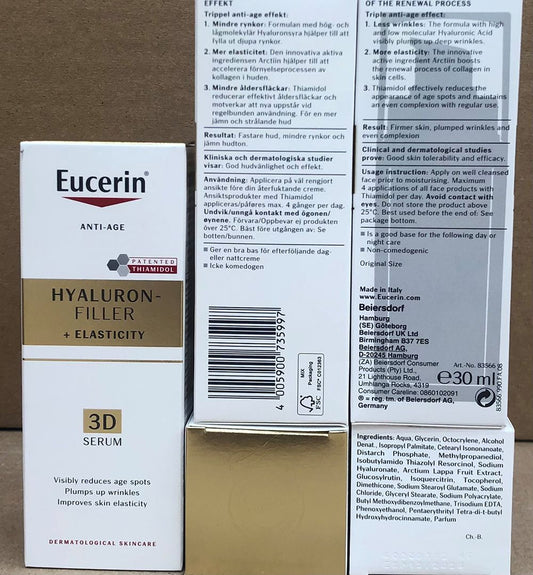 Eucerin®
ANTI-AGE
PATENTED
THIAMIDOL
HYALURON-
FILLER
+ ELASTICITY
3D
SERUM
Visibly reduces age spots
Plumps up wrinkles
Improves skin elasticity
DERMATOLOGICAL SKINCARE
EFFEKT
Trippel anti-age effekt:
1. Mindre rynkor: Formulan med hög- och
lågmolekylär Hyaluronsyra hjälper till att
fylla ut djupa rynkor.
2. Mer elasticitet: Den innovativa aktiva
ingrediensen Arctiin hjälper till att
accelerera förnyelseprocessen av
kollagen i huden.
3. Mindre åldersfläckar: Thiamidol
reducerar effektivt åldersfläckar och
motverkar att nya uppstår vid
regelbunden användning. För en mer
jämn och strålande hud
Resultat: Fastare hud, mindre rynkor och
jämn hudton.
Kliniska och dermatologiska studier
visar: God hudvänlighet och effekt.
Användning: Applicera på väl rengjort
ansikte före din återfuktande creme.
Ansiktsprodukter med Thiamidol
appliceras/påføres max. 4 gånger per dag.
Undvik/unngå kontakt med ögonen/
øynene. Förvara/Oppbevar ej produkten
över 25°C. Bäst före utgången av: Se
botten/bunnen.
Ger en bra bas för efterföljande dag-
eller nattcreme
Icke komedogen
4 005900 735997
MIX
Packaging
FSC® C012363
FSC
OF THE RENEWAL PROCESS
Triple anti-age effect:
1. Less wrinkles: The formula with high
and low molecular Hyaluronic Acid
visibly plumps up deep wrinkles.
2. More elasticity: The innovative
active ingredient Arctiin boosts
the renewal process of collagen in
skin cells.
3. Thiamidol effectively reduces the
appearance of age spots and maintains
an even complexion with regular use.
Result: Firmer skin, plumped wrinkles and
even complexion
Clinical and dermatological studies
prove: Good skin tolerability and efficacy.
Usage instruction: Apply on well cleansed
face prior to moisturising. Maximum
4 applications of all face products with
Thiamidol per day. Avoid contact with
eyes. Do not store the product above
25°C. Best used before the end of: See
package bottom.
Is a good base for the following day or
night care
Non-comedogenic
Original Size
Made in Italy
www.Eucerin.com
Beiersdorf
Hamburg
(SE) Göteborg
Beiersdorf UK Ltd
Birmingham B37 7ES
Beiersdorf AG,
D-20245 Hamburg
(ZA) Beiersdorf Consumer
Products (Pty) Ltd.,
21 Lighthouse Road,
Umhlanga Rocks, 4319
Consumer Careline: 0860102091
® = reg. tm. of Beiersdorf AG,
Germany
Art.-No. 83566
e 30 ml
Ingredients: Aqua, Glycerin, Octocrylene, Alcohol
Denat., Isopropyl Palmitate, Cetearyl Isononanoate,
Distarch Phosphate, Methylpropanediol,
Isobutylamido Thiazolyl Resorcinol, Sodium
Hyaluronate, Arctium Lappa Fruit Extract,
Glucosylrutin, Isoquercitrin, Tocopherol,
Dimethicone, Sodium Stearoyl Glutamate, Sodium
Chloride, Glyceryl Stearate, Sodium Polyacrylate,
Butyl Methoxydibenzoylmethane, Trisodium EDTA,
Phenoxyethanol, Pentaerythrityl Tetra-di-t-butyl
Hydroxyhydrocinnamate, Parfum
Ch.-B.